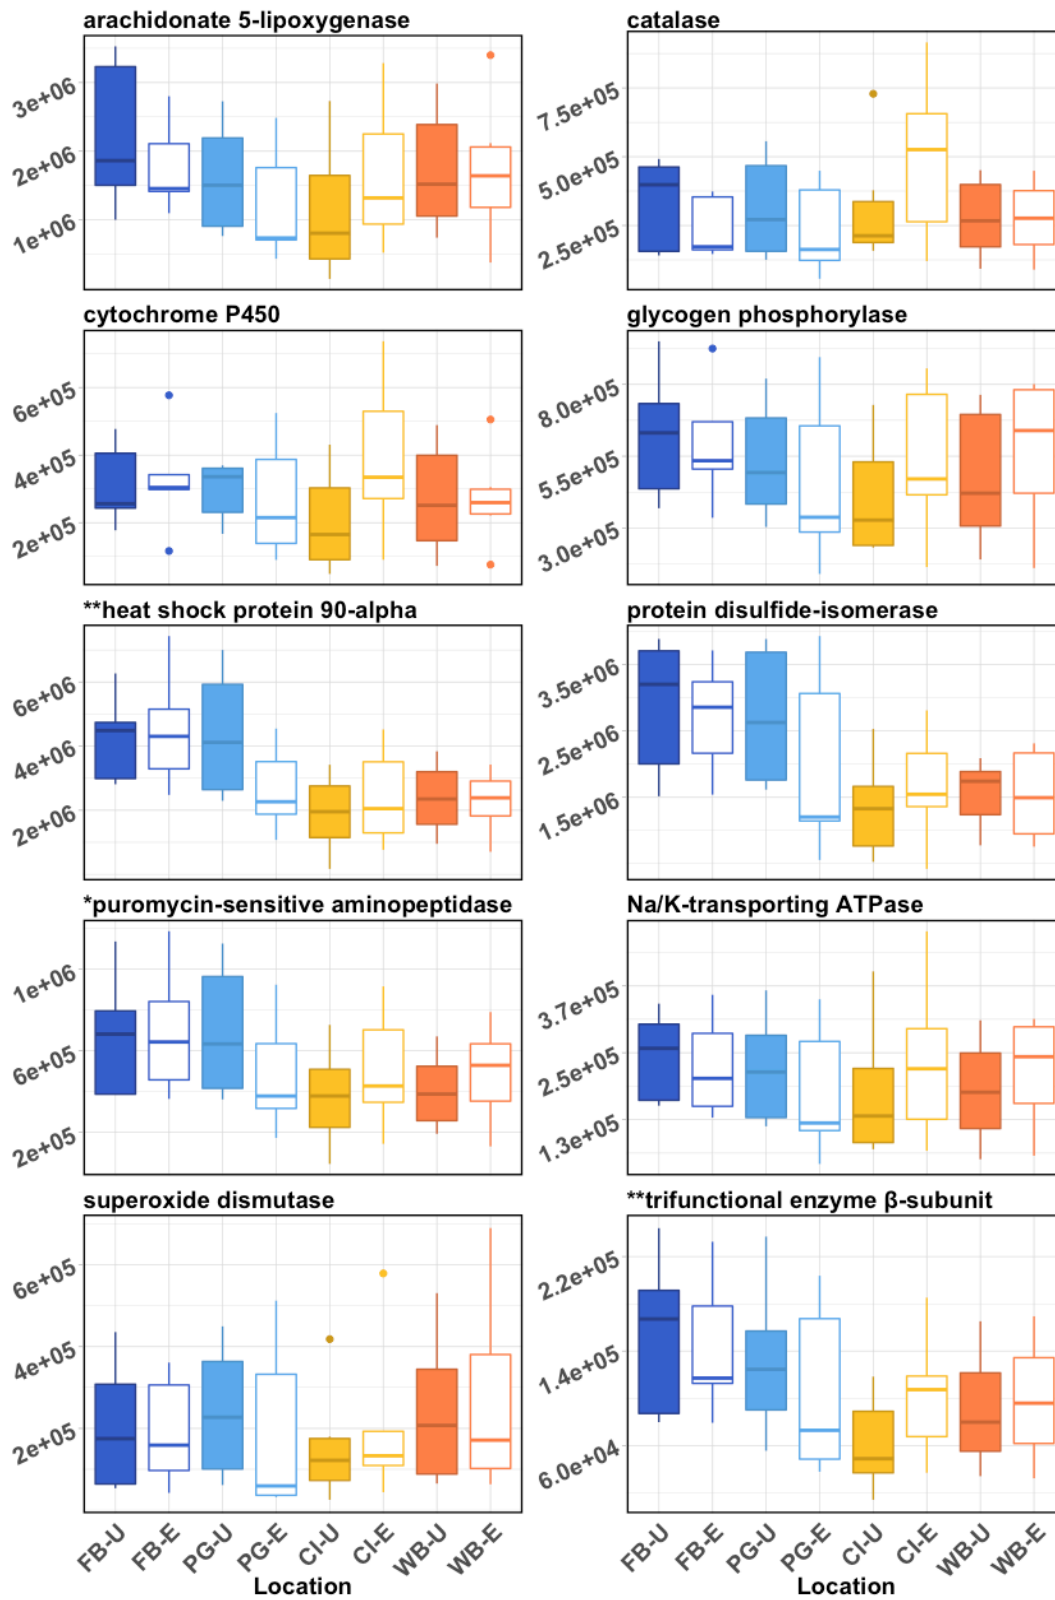 arachidonate 5-lipoxygenase
3e+06
2e+06
1e+06
catalase
7.5e+05
5.0e+05
2.5e+05
cytochrome P450
6e+05
4e+05
2e+05
glycogen phosphorylase
8.0e+05
5.5e+05
3.0e+05
**heat shock protein 90-alpha
6e+06
4e+06
2e+06
protein disulfide-isomerase
3.5e+06
2.5e+06
1.5e+06
*puromycin-sensitive aminopeptidase
1e+06
6e+05
2e+05
Na/K-transporting ATPase
3.7e+05
2.5e+05
1.3e+05
superoxide dismutase
6e+05
4e+05
2e+05
FB-U FB-E PG-U PG-E CI-U CI-E WB-U WB-E
Location
**trifunctional enzyme β-subunit
2.2e+05
1.4e+05
6.0e+04
FB-U FB-E PG-U PG-E CI-U CI-E WB-U WB-E
Location